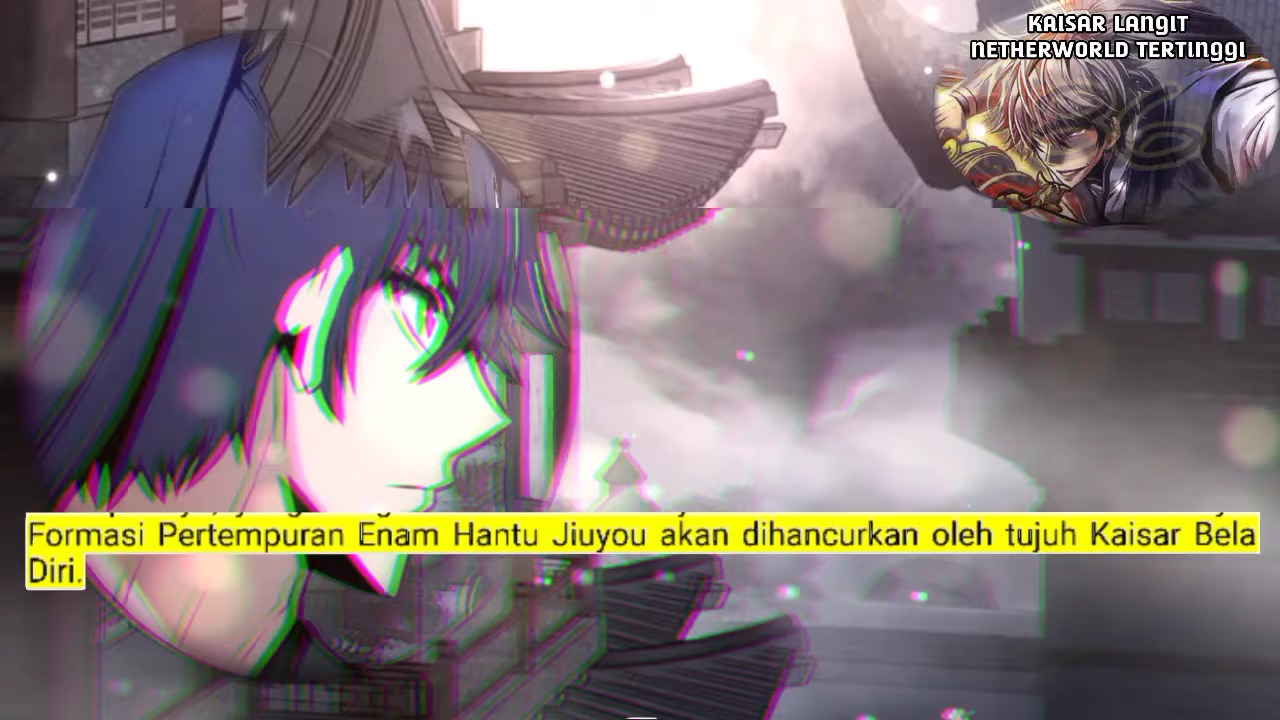 KAISAR LANGIT
NETHERWORLD TERTINGGI
Formasi Pertempuran Enam Hantu Jiuyou akan dihancurkan oleh tujuh Kaisar Bela
Diri.